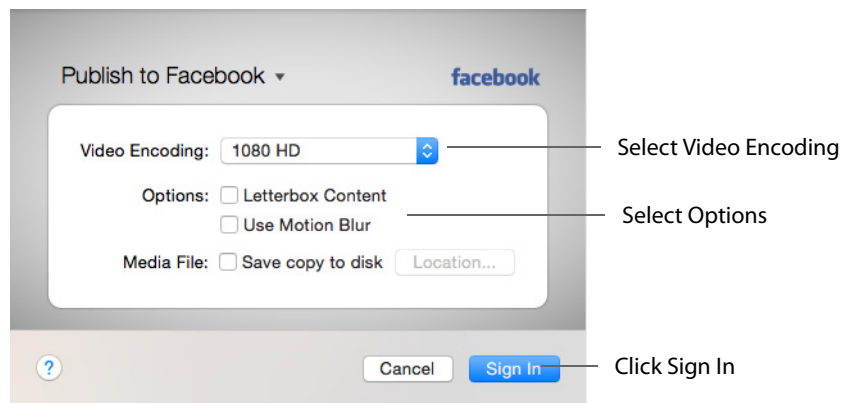 Publish to Facebook
facebook
Video Encoding: 1080 HD
Select Video Encoding
Options: Letterbox Content
Use Motion Blur
Select Options
Media File: Save copy to disk Location...
? Cancel Sign In
Click Sign In